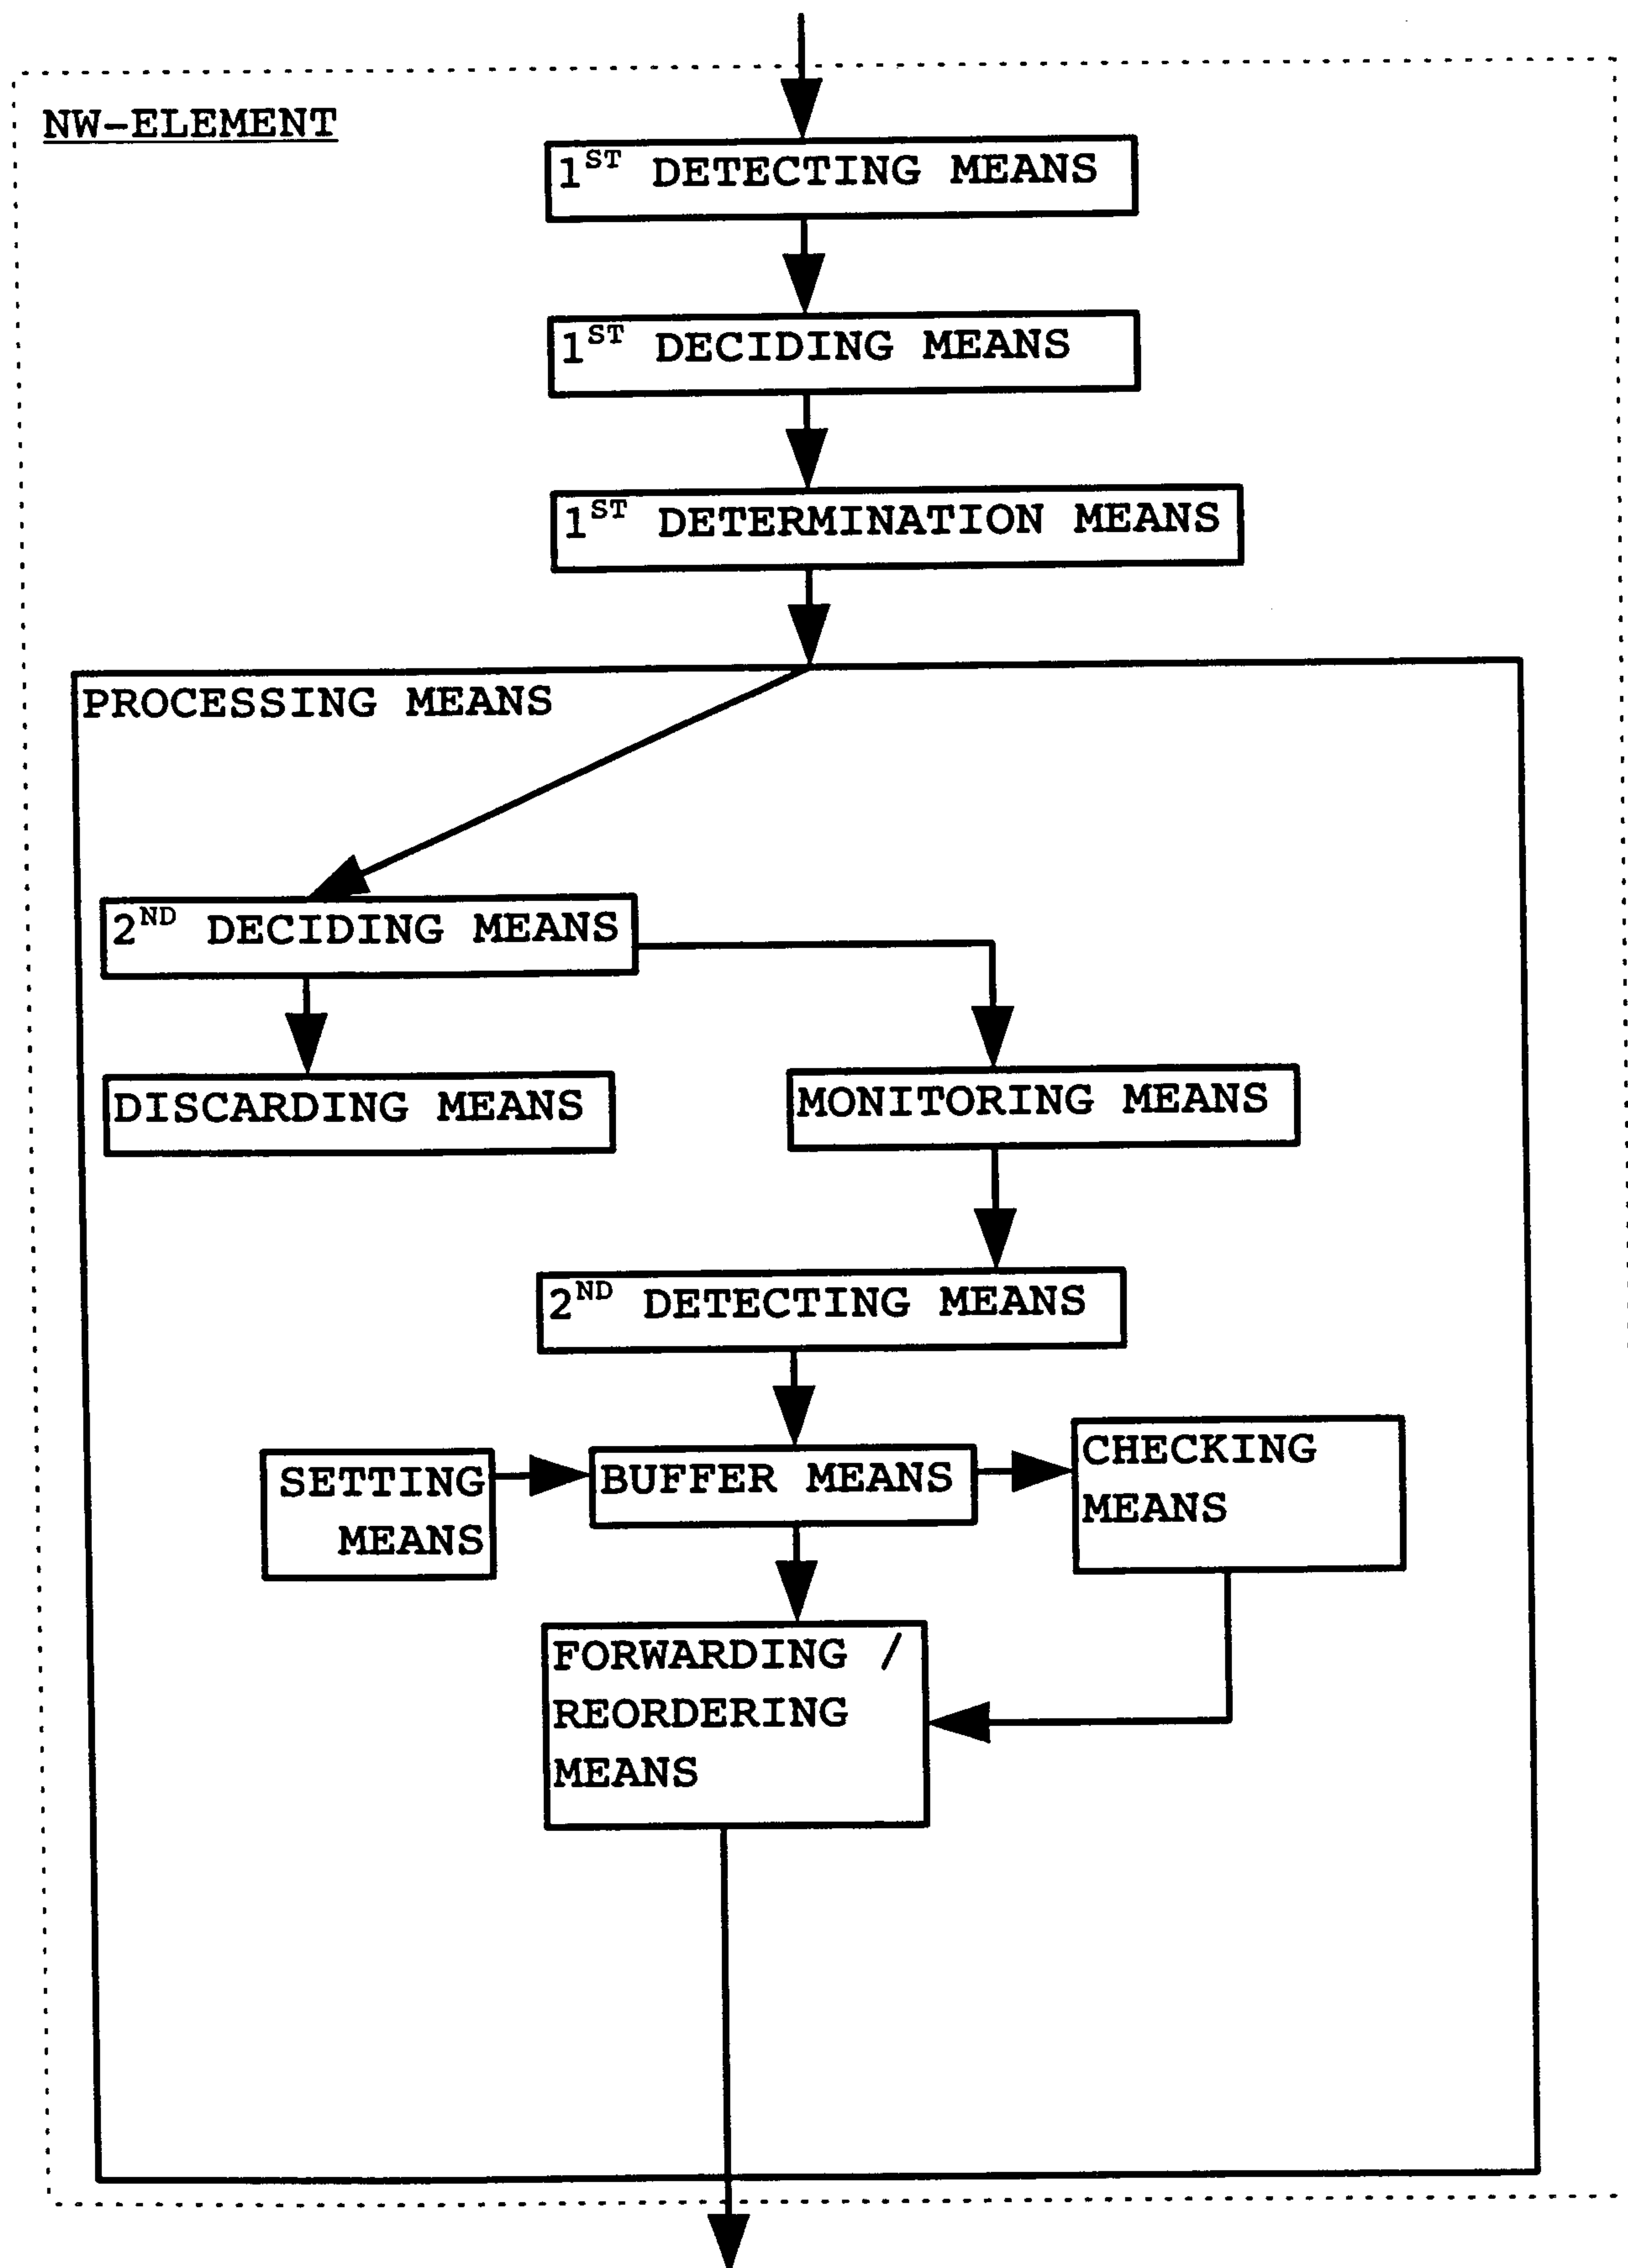 NW-ELEMENT
1ST DETECTING MEANS
1ST DECIDING MEANS
1ST DETERMINATION MEANS
PROCESSING MEANS
2ND DECIDING MEANS
DISCARDING MEANS
MONITORING MEANS
2ND DETECTING MEANS
SETTING
MEANS
BUFFER MEANS
CHECKING
MEANS
FORWARDING /
REORDERING
MEANS